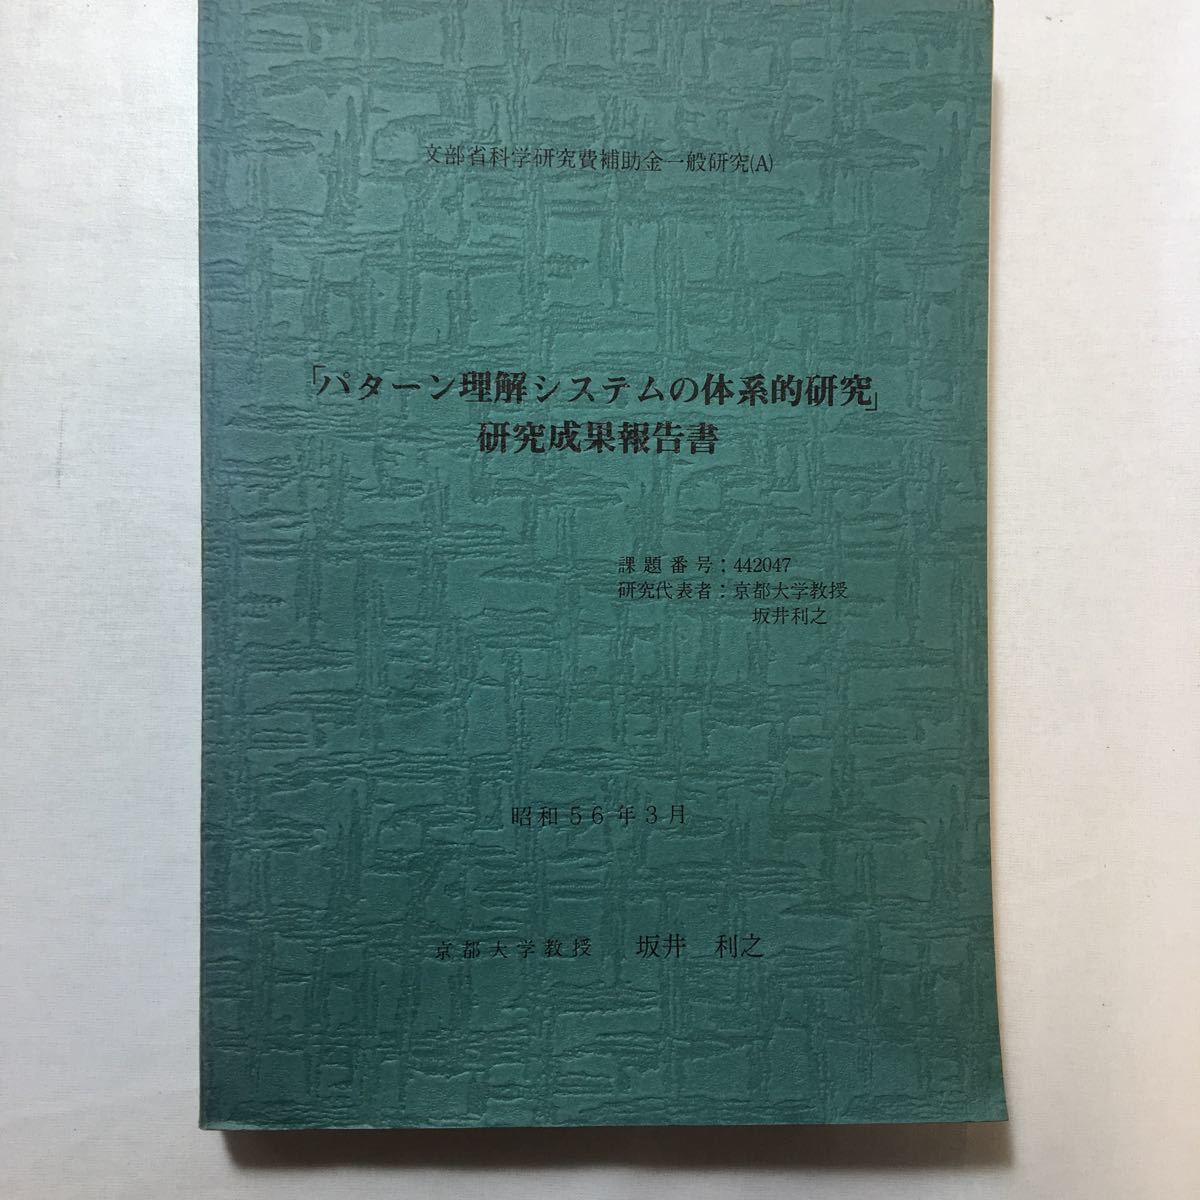 文部省科学研究費補助金一般研究(A)
「パターン理解システムの体系的研究」
研究成果報告書
課題番号：442047
研究代表者：京都大学教授
坂井利之
昭和56年3月
京都大学教授 坂井 利之